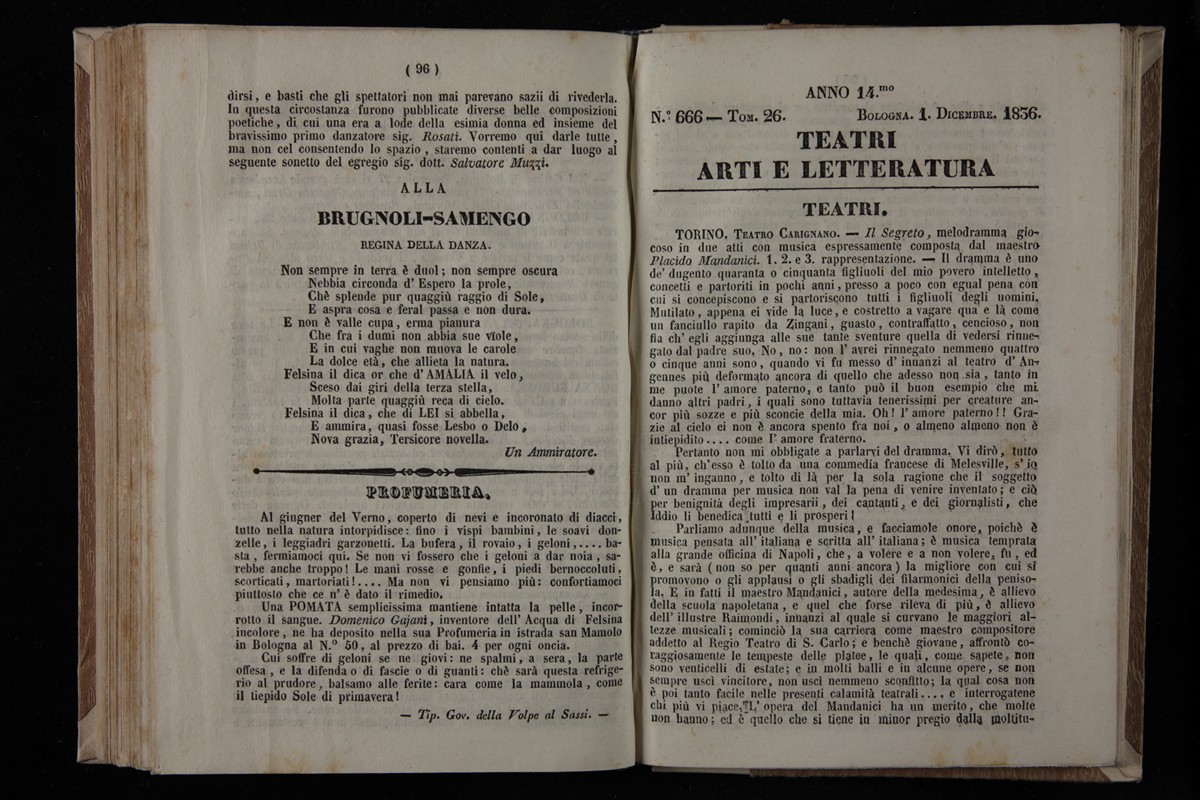 ( 96 )
dirsi, e basti che gli spettatori non mai parevano sazii di rivederla.
In questa circostanza furono pubblicate diverse belle composizioni
poetiche, di cui una era a lode della esimia donna ed insieme del
bravissimo primo danzatore sig. Rosati. Vorremo qui darle tutte,
ma non cel consentendo lo spazio, staremo contenti a dar luogo al
seguente sonetto del egregio sig. dott. Salvatore Muzzi.
ALLA
BRUGNOLI-SAMENGO
REGINA DELLA DANZA.
Non sempre in terra è duol; non sempre oscura
Nebbia circonda d' Espero la prole,
Chè splende pur quaggiù raggio di Sole,
E aspra cosa e feral passa e non dura.
E non è valle cupa, erma pianura
Che fra i dumi non abbia sue vïole,
E in cui vaghe non muova le carole
La dolce età, che allieta la natura.
Felsina il dica or che d' AMALIA il velo,
Sceso dai giri della terza stella,
Molta parte quaggiù reca di cielo.
Felsina il dica, che di LEI si abbella,
E ammira, quasi fosse Lesbo o Delo,
Nova grazia, Tersicore novella.
Un Ammiratore.
PROFUMERIA.
Al giugner del Verno, coperto di nevi e incoronato di diacci,
tutto nella natura intorpidisce: fino i vispi bambini, le soavi don-
zelle, i leggiadri garzonetti. La bufera, il rovaio, i geloni,.... ba-
sta, fermiamoci qui. Se non vi fossero che i geloni a dar noia, sa-
rebbe anche troppo! Le mani rosse e gonfie, i piedi bernoccoluti,
scorticati, martoriati!.... Ma non vi pensiamo più: confortiamoci
piuttosto che ce n' è dato il rimedio.
Una POMATA semplicissima mantiene intatta la pelle, incor-
rotto il sangue. Domenico Gajani, inventore dell' Acqua di Felsina
incolore, ne ha deposito nella sua Profumeria in istrada san Mamolo
in Bologna al N.° 50, al prezzo di bai. 4 per ogni oncia.
Cui soffre di geloni se ne giovi: ne spalmi, a sera, la parte
offesa, e la difenda o di fascie o di guanti: chè sarà questa refrige-
rio al prudore, balsamo alle ferite: cara come la mammola, come
il tiepido Sole di primavera!
— Tip. Gov. della Volpe al Sassi. —
ANNO 14.mo
N.° 666 — Tom. 26. Bologna. 1. Dicembre. 1836.
TEATRI
ARTI E LETTERATURA
TEATRI.
TORINO. Teatro Carignano. — Il Segreto, melodramma gio-
coso in due atti con musica espressamente composta dal maestro
Placido Mandanici. 1. 2. e 3. rappresentazione. — Il dramma è uno
de' dugento quaranta o cinquanta figliuoli del mio povero intelletto,
concetti e partoriti in pochi anni, presso a poco con egual pena con
cui si concepiscono e si partoriscono tutti i figliuoli degli uomini.
Mutilato, appena ei vide la luce, e costretto a vagare qua e là come
un fanciullo rapito da Zingani, guasto, contraffatto, cencioso, non
fia ch' egli aggiunga alle sue tante sventure quella di vedersi rinne-
gato dal padre suo. No, no: non l' avrei rinnegato nemmeno quattro
o cinque anni sono, quando vi fu messo d' innanzi al teatro d' An-
gennes più deformato ancora di quello che adesso non sia, tanto in
me puote l' amore paterno, e tanto può il buon esempio che mi
danno altri padri, i quali sono tuttavia tenerissimi per creature an-
cor più sozze e più sconcie della mia. Oh! l' amore paterno!! Gra-
zie al cielo ei non è ancora spento fra noi, o almeno almeno non è
intiepidito.... come l' amore fraterno.
Pertanto non mi obbligate a parlarvi del dramma. Vi dirò, tutto
al più, ch'esso è tolto da una commedia francese di Melesville, s' io
non m' inganno, e tolto di là per la sola ragione che il soggetto
d' un dramma per musica non val la pena di venire inventato; e ciò
per benignità degli impresarii, dei cantanti, e dei giornalisti, che
Iddio li benedica tutti e li prosperi!
Parliamo adunque della musica, e facciamole onore, poichè è
musica pensata all' italiana e scritta all' italiana; è musica temprata
alla grande officina di Napoli, che, a volere e a non volere, fu, ed
è, e sarà ( non so per quanti anni ancora ) la migliore con cui si
promovono o gli applausi o gli sbadigli dei filarmonici della peniso-
la. E in fatti il maestro Mandanici, autore della medesima, è allievo
della scuola napoletana, e quel che forse rileva di più, è allievo
dell' illustre Raimondi, innanzi al quale si curvano le maggiori al-
tezze musicali; cominciò la sua carriera come maestro compositore
addetto al Regio Teatro di S. Carlo; e benchè giovane, affrontò co-
raggiosamente le tempeste delle platee, le quali, come sapete, non
sono venticelli di estate; e in molti balli e in alcune opere, se non
sempre uscì vincitore, non uscì nemmeno sconfitto; la qual cosa non
è poi tanto facile nelle presenti calamità teatrali.... e interrogatene
chi più vi piace. L' opera del Mandanici ha un merito, che molte
non hanno; ed è quello che si tiene in minor pregio dalla moltitu-